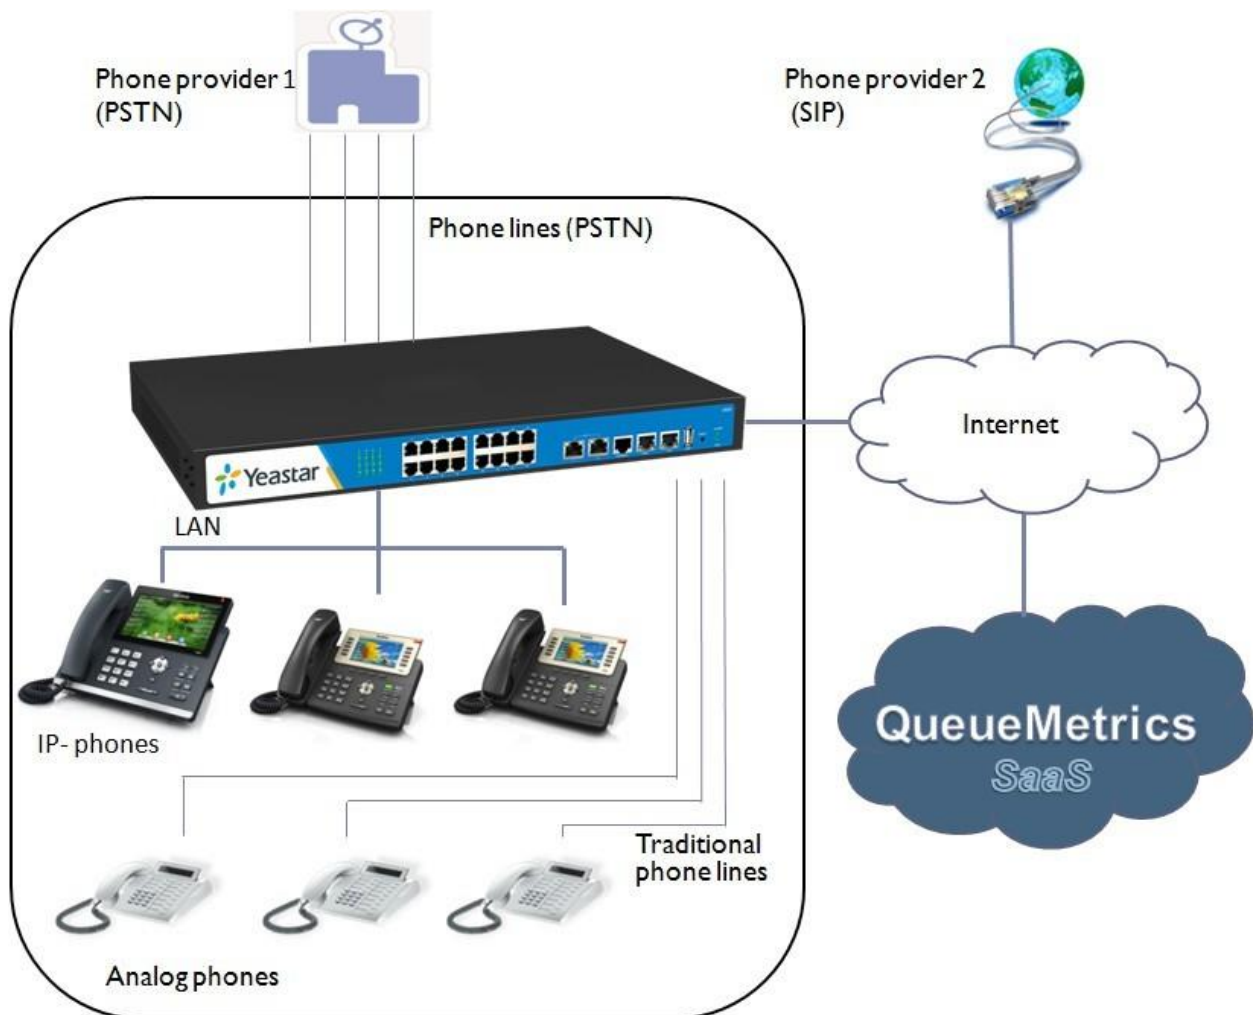 Phone provider 1
(PSTN)
Phone provider 2
(SIP)
Phone lines (PSTN)
Internet
Yeastar
LAN
IP- phones
QueueMetrics
SaaS
Traditional
phone lines
Analog phones